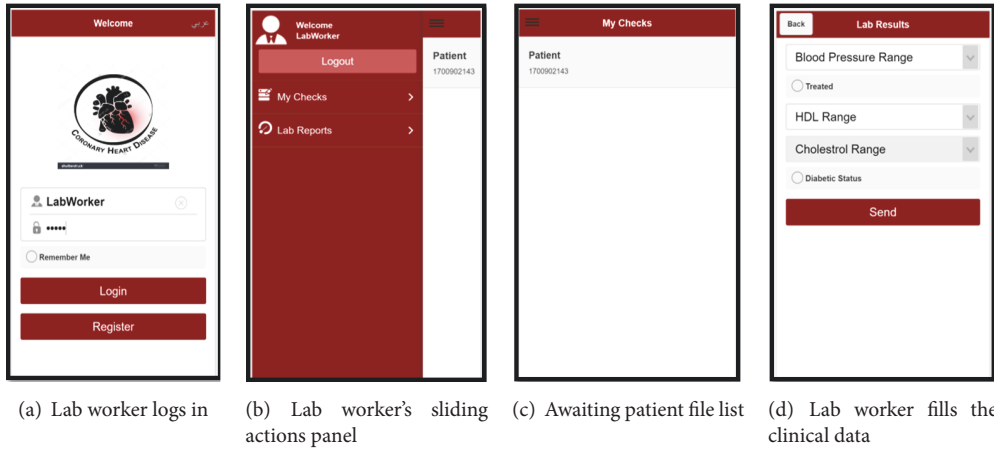 Welcome
عربي
CORONARY HEART DISEASE
LabWorker
•••••
Remember Me
Login
Register
(a) Lab worker logs in
Welcome
LabWorker
Logout
My Checks
Lab Reports
Patient
1700902143
(b) Lab worker's sliding
actions panel
My Checks
Patient
1700902143
(c) Awaiting patient file list
Back
Lab Results
Blood Pressure Range
Treated
HDL Range
Cholestrol Range
Diabetic Status
Send
(d) Lab worker fills the
clinical data